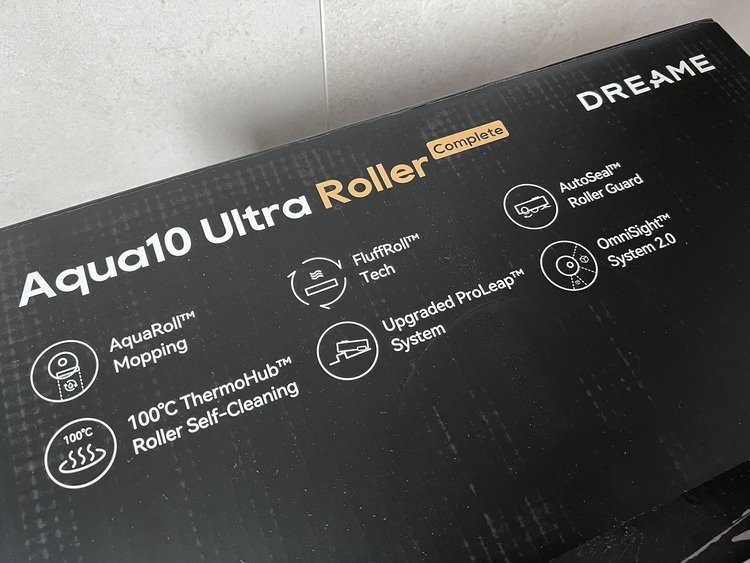 DREAME
Aqua10 Ultra Roller Complete
AquaRoll™
Mopping
FluffRoll™
Tech
AutoSeal™
Roller Guard
100°C
100°C ThermoHub™
Roller Self-Cleaning
Upgraded ProLeap™
System
OmniSight™
System 2.0